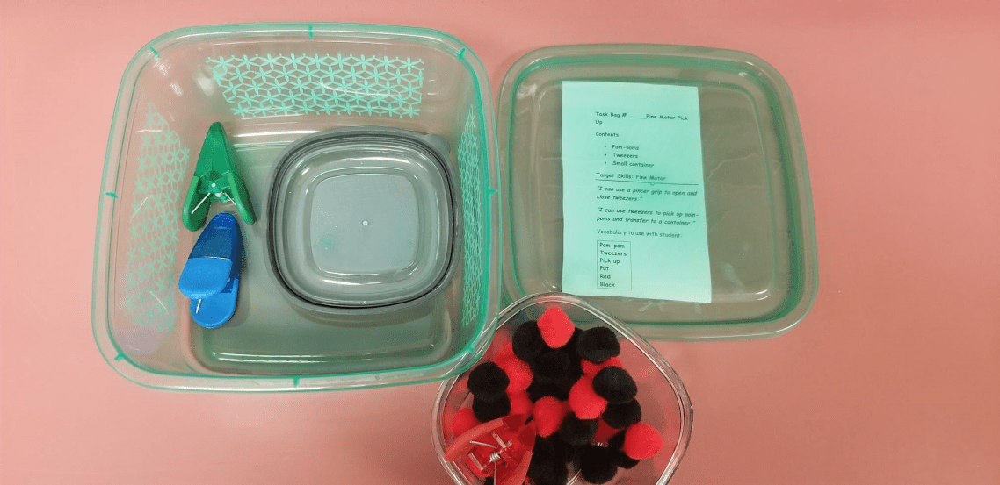 Task Bag # ______Fine Motor Pick
Up
Contents:
• Pom-poms
• Tweezers
• Small container
Target Skills: Fine Motor
"I can use a pincer grip to open and
close tweezers."
"I can use tweezers to pick up pom-
poms and transfer to a container."
Vocabulary to use with student:
Pom-pom
Tweezers
Pick up
Put
Red
Black